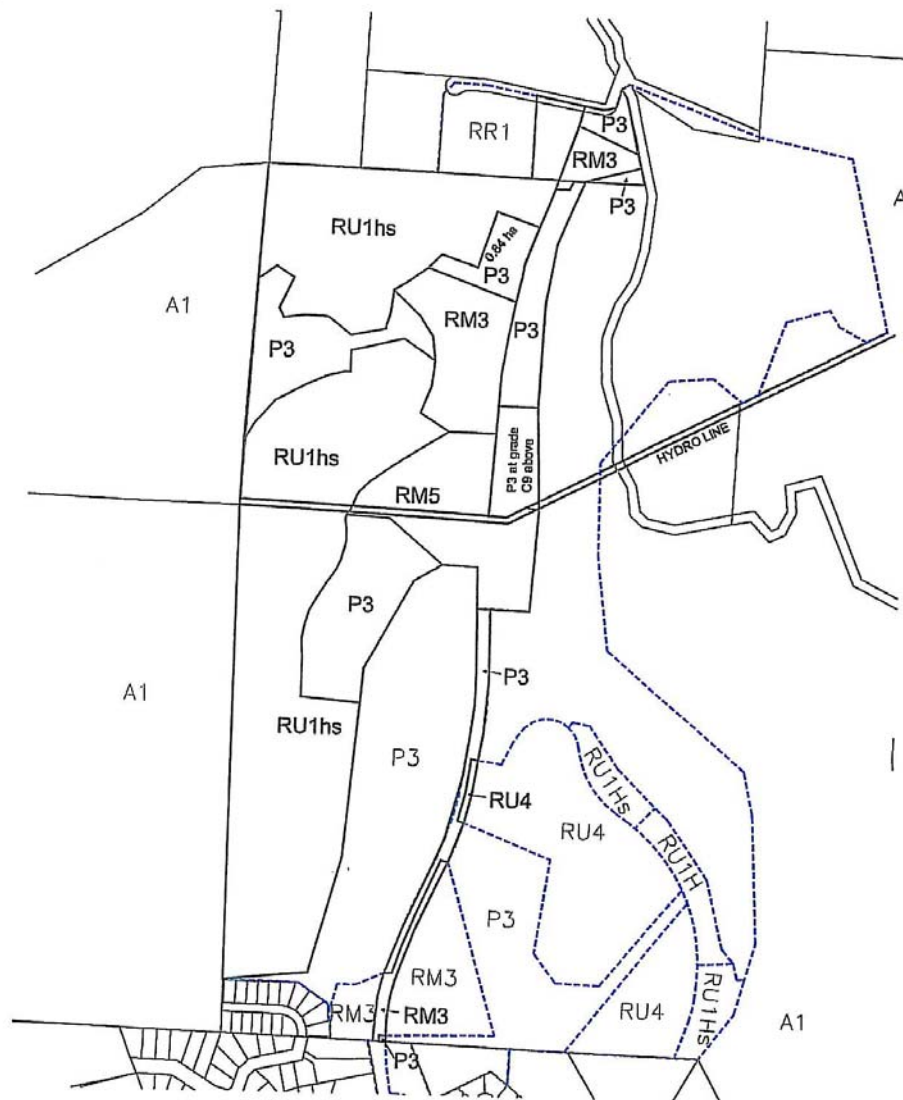 P3
RR1
RM3
P3
A
RU1hs
0.84 ha
P3
A1
RM3
P3
P3
HYDRO LINE
P3 at grade
C9 above
RU1hs
RM5
P3
P3
A1
RU1hs
P3
RU1Hs
RU4
RU4
RU1H
P3
RM3
RU4
RU1Hs
RM3
RM3
A1
P3